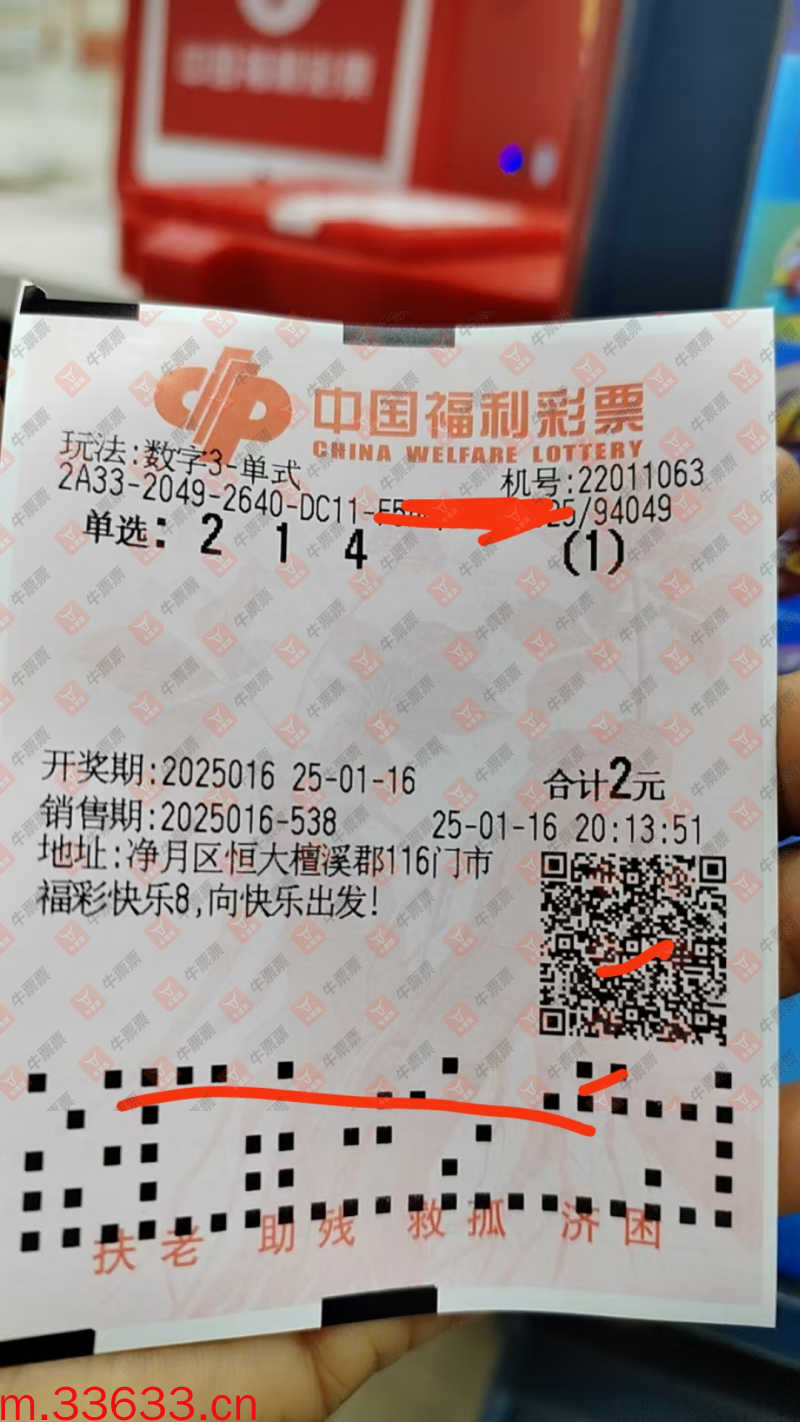 中国福利彩票
CHINA WELFARE LOTTERY
玩法:数字3-单式
机号:22011063
2A33-2049-2640-DC11- 25/94049
单选: 2 1 4 (1)
开奖期:2025016 25-01-16 合计2元
销售期:2025016-538 25-01-16 20:13:51
地址:净月区恒大檀溪郡116门市
福彩快乐8,向快乐出发!
扶老 助残 救孤 济困
牛票票
m.33633.cn